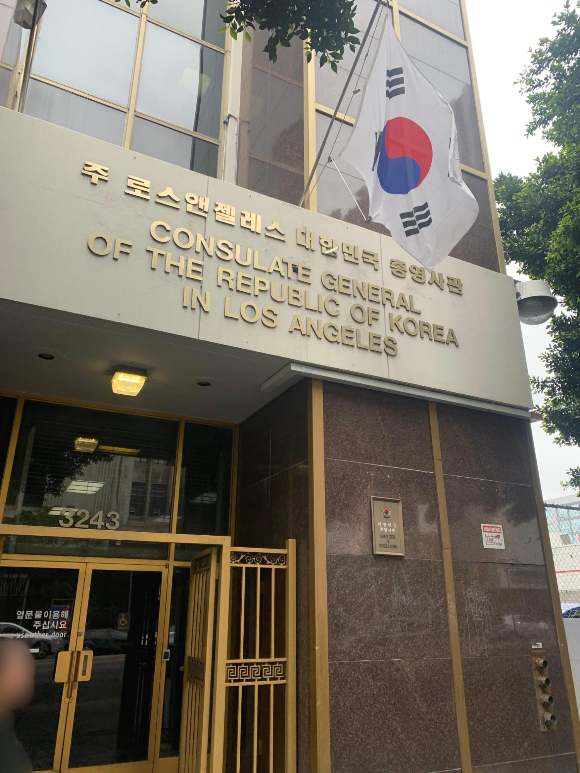 주 로스앤젤레스 대한민국 총영사관
CONSULATE GENERAL
OF THE REPUBLIC OF KOREA
IN LOS ANGELES
3243
옆문을 이용해
주십시요
use other door